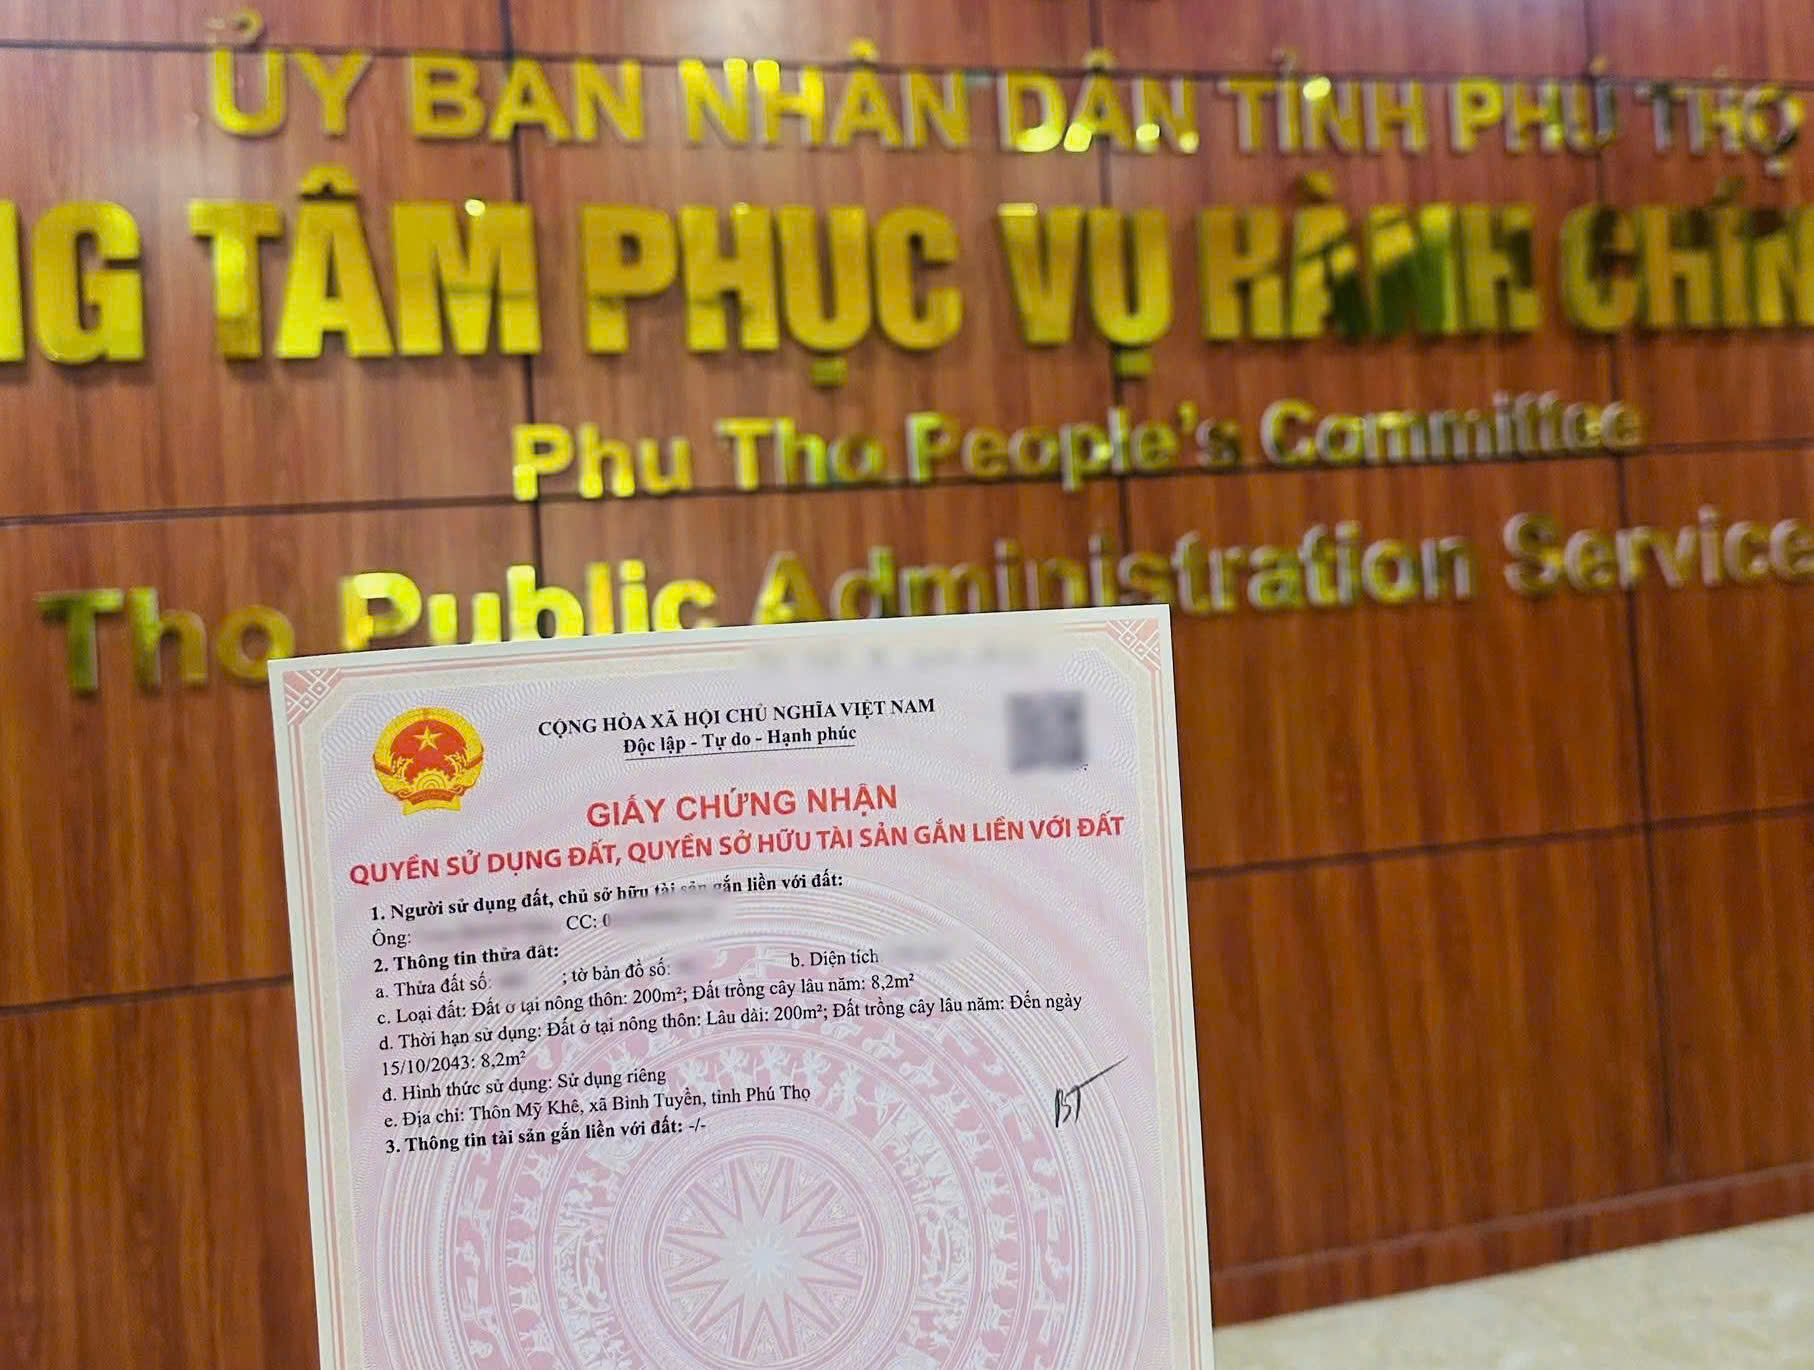 ỦY BAN NHÂN DÂN TỈNH PHÚ THỌ
NG TÂM PHỤC VỤ HÀNH CHÍN
Phu Tho People's Committee
Tho Public Administration Service
CỘNG HÒA XÃ HỘI CHỦ NGHĨA VIỆT NAM
Độc lập - Tự do - Hạnh phúc
GIẤY CHỨNG NHẬN
QUYỀN SỬ DỤNG ĐẤT, QUYỀN SỞ HỮU TÀI SẢN GẮN LIỀN VỚI ĐẤT
1. Người sử dụng đất, chủ sở hữu tài sản gắn liền với đất:
Ông: CC: 0
2. Thông tin thửa đất:
a. Thửa đất số: ; tờ bản đồ số: b. Diện tích
c. Loại đất: Đất ở tại nông thôn: 200m²; Đất trồng cây lâu năm: 8,2m²
d. Thời hạn sử dụng: Đất ở tại nông thôn: Lâu dài: 200m²; Đất trồng cây lâu năm: Đến ngày
15/10/2043: 8,2m²
đ. Hình thức sử dụng: Sử dụng riêng
e. Địa chỉ: Thôn Mỹ Khê, xã Bình Tuyền, tỉnh Phú Thọ
3. Thông tin tài sản gắn liền với đất: -/-
BT